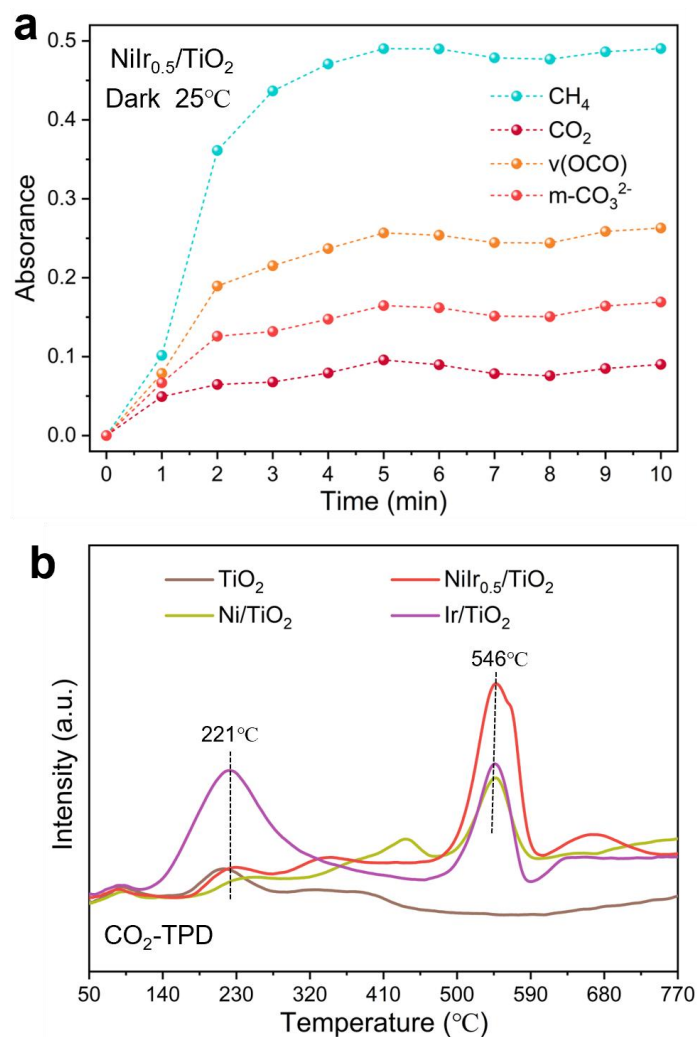 a
NiIr0.5/TiO2
Dark 25℃
CH4
CO2
v(OCO)
m-CO3 2-
Absorance
0.5
0.4
0.3
0.2
0.1
0.0
0 1 2 3 4 5 6 7 8 9 10
Time (min)
b
TiO2 NiIr0.5/TiO2
Ni/TiO2 Ir/TiO2
546℃
221℃
Intensity (a.u.)
CO2-TPD
50 140 230 320 410 500 590 680 770
Temperature (℃)